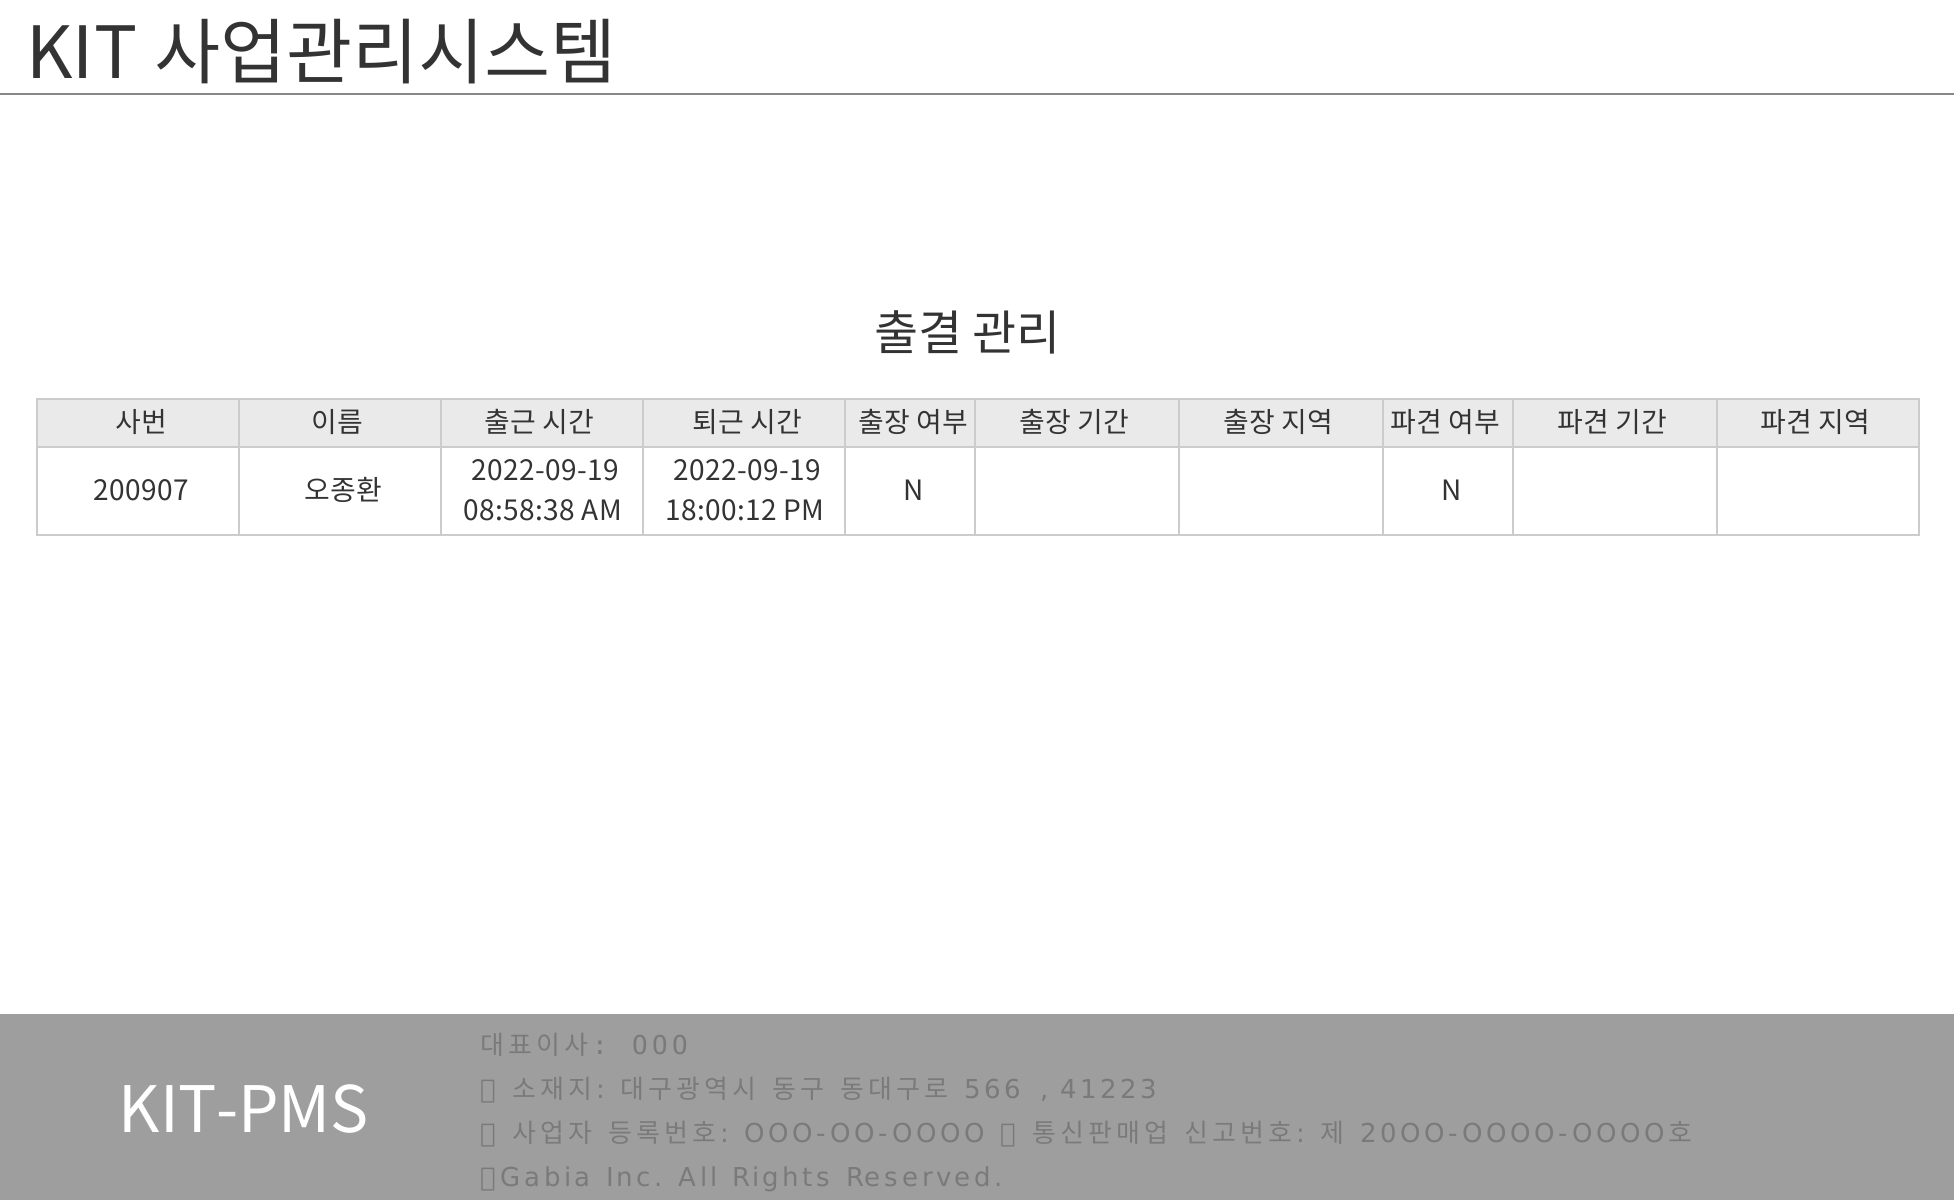 KIT 사업관리시스템
출결 관리
사번 이름 출근 시간 퇴근 시간 출장 여부 출장 기간 출장 지역 파견 여부 파견 기간 파견 지역
200907 오종환 2022-09-19 08:58:38 AM 2022-09-19 18:00:12 PM N N
KIT-PMS
대표이사: 000
▯ 소재지: 대구광역시 동구 동대구로 566 , 41223
▯ 사업자 등록번호: OOO-OO-OOOO ▯ 통신판매업 신고번호: 제 20OO-OOOO-OOOO호
▯Gabia Inc. All Rights Reserved.